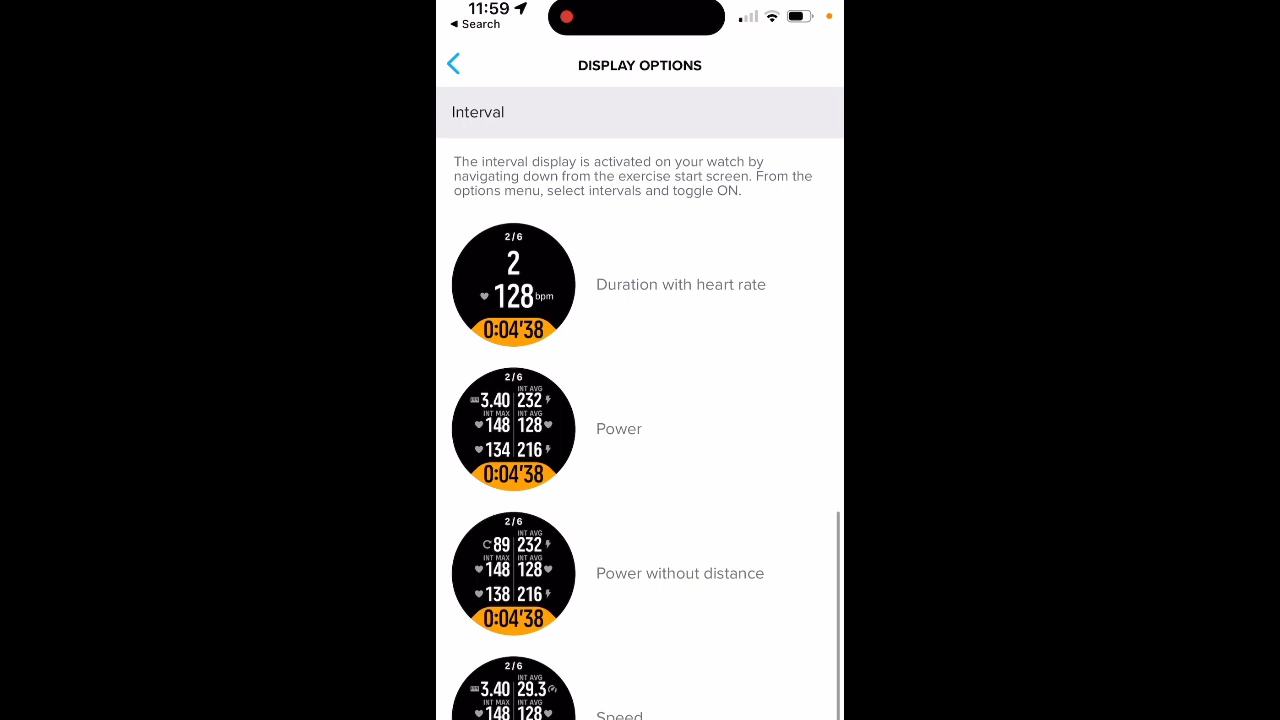 11:59
◄ Search
DISPLAY OPTIONS
Interval
The interval display is activated on your watch by
navigating down from the exercise start screen. From the
options menu, select intervals and toggle ON.
2/6
2
128 bpm
0:04'38
Duration with heart rate
2/6
INT AVG
3.40 232
INT MAX INT AVG
148 128
134 216
0:04'38
Power
2/6
INT AVG
89 232
INT MAX INT AVG
148 128
138 216
0:04'38
Power without distance
2/6
INT AVG
3.40 29.3
INT MAX INT AVG
148 128
Speed